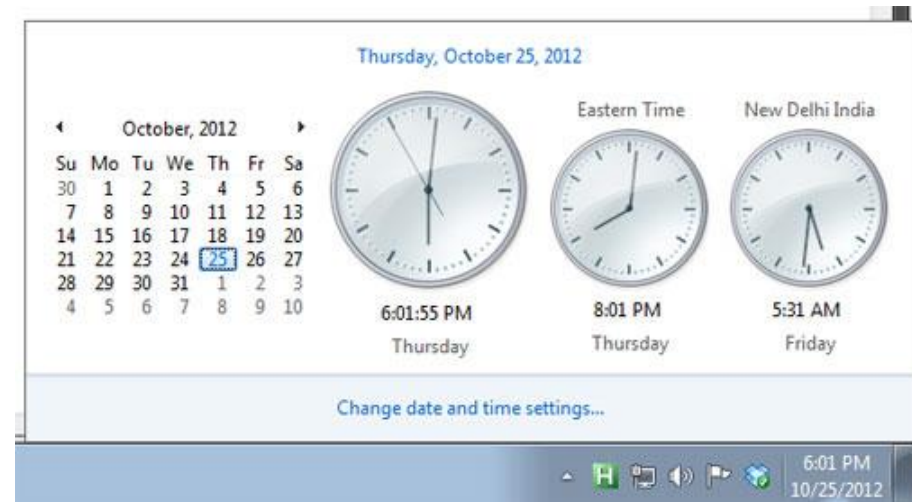 Thursday, October 25, 2012
October, 2012
Su Mo Tu We Th Fr Sa
30 1 2 3 4 5 6
7 8 9 10 11 12 13
14 15 16 17 18 19 20
21 22 23 24 25 26 27
28 29 30 31 1 2 3
4 5 6 7 8 9 10
6:01:55 PM
Thursday
Eastern Time
8:01 PM
Thursday
New Delhi India
5:31 AM
Friday
Change date and time settings...
H
6:01 PM
10/25/2012